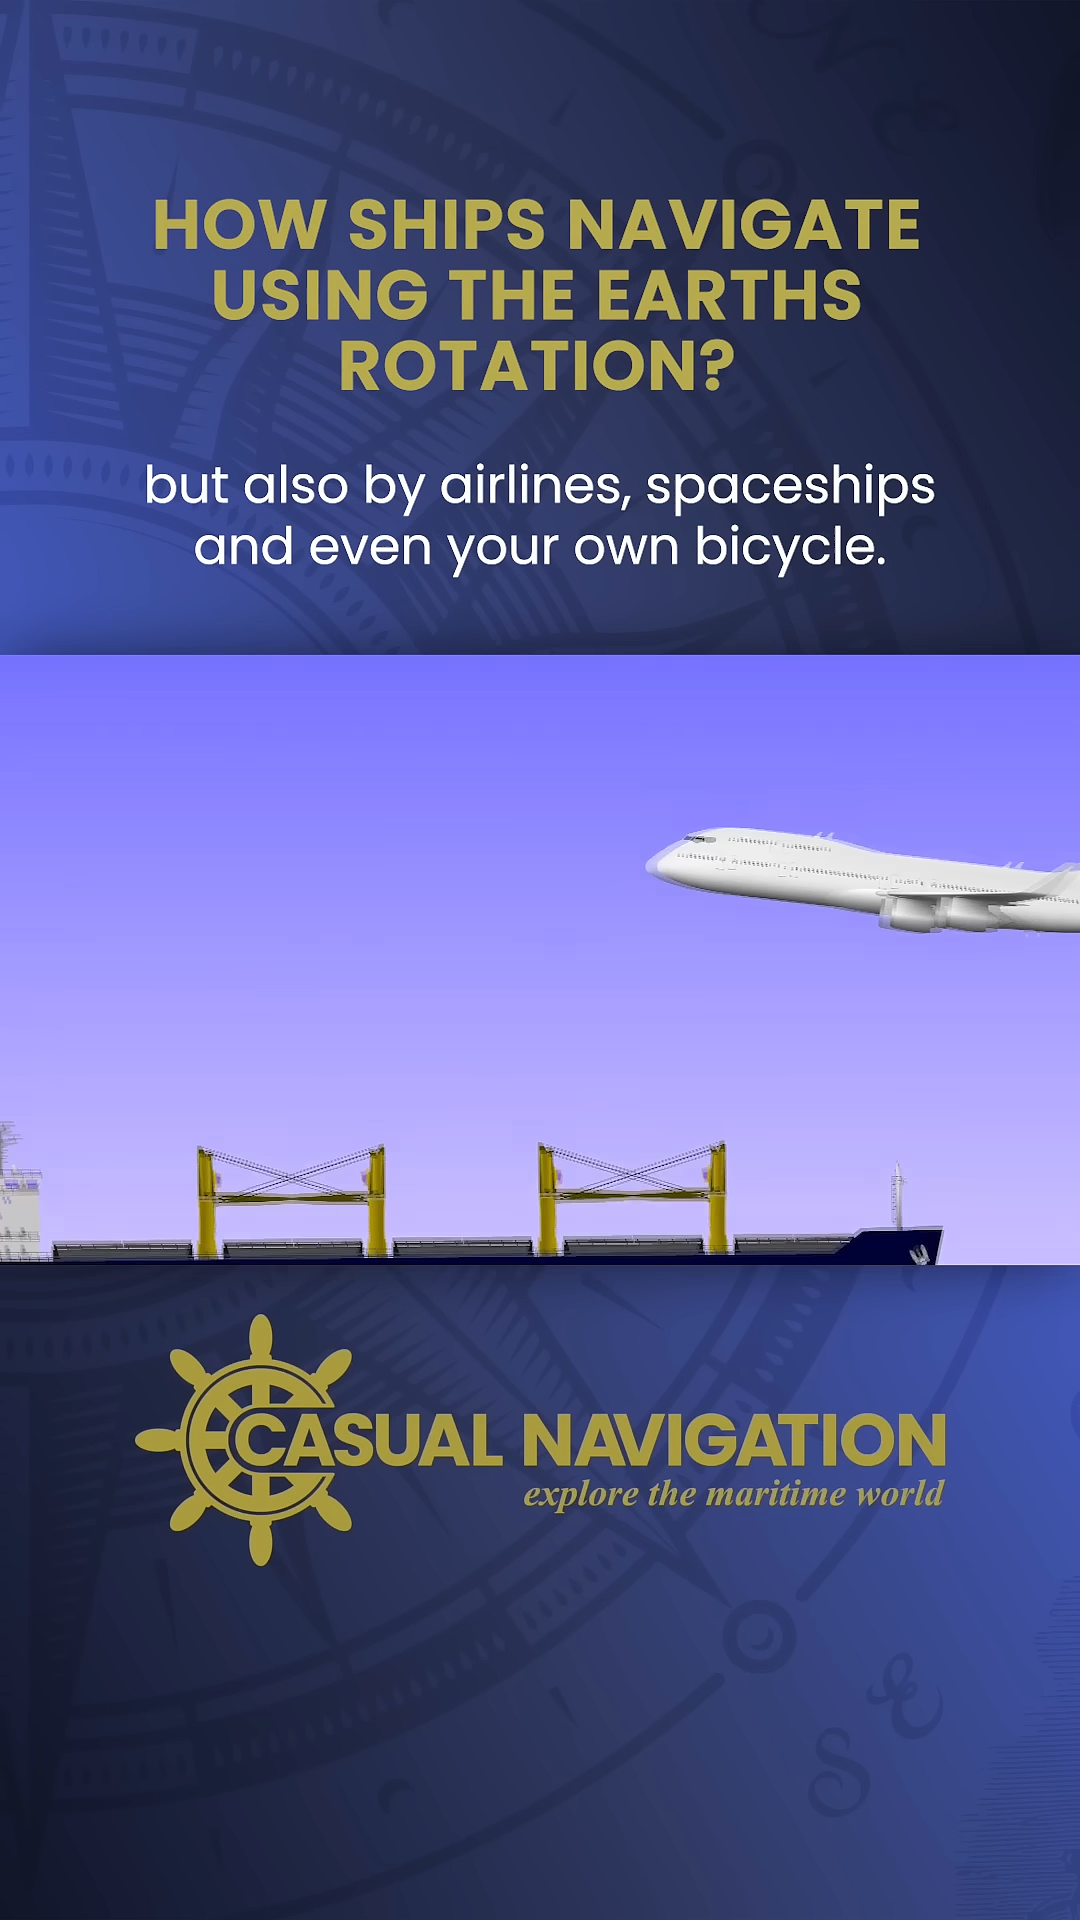 HOW SHIPS NAVIGATE
USING THE EARTHS
ROTATION?
but also by airlines, spaceships
and even your own bicycle.
CASUAL NAVIGATION
explore the maritime world
N E
S E